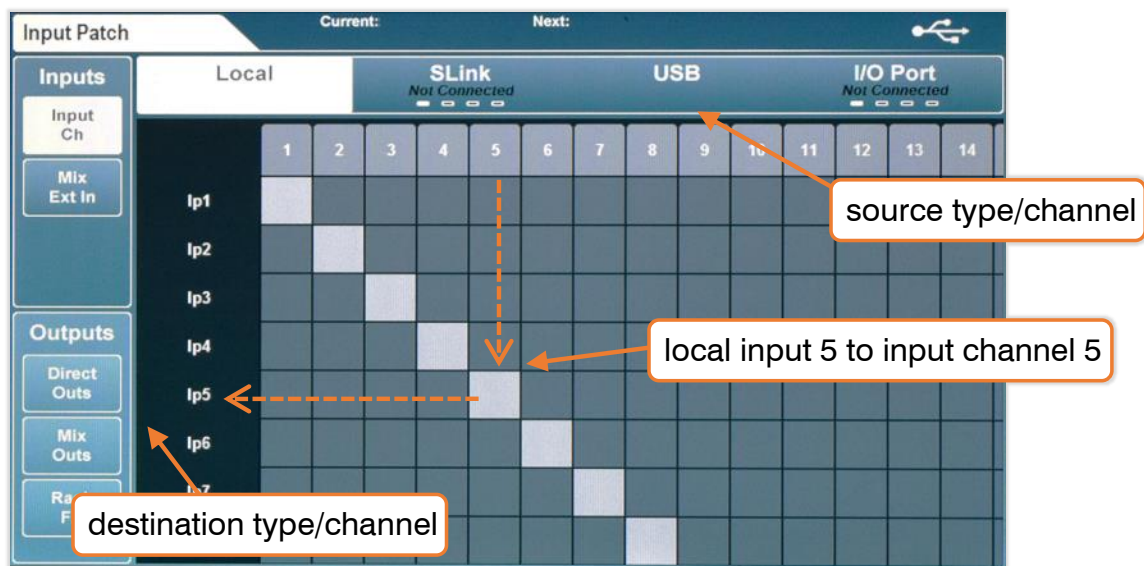 Input Patch
Current:
Next:
Inputs
Input
Ch
Mix
Ext In
Local
SLink
Not Connected
USB
I/O Port
Not Connected
1 2 3 4 5 6 7 8 9 10 11 12 13 14
source type/channel
Ip1
Ip2
Ip3
Ip4
Ip5
Ip6
Ip7
local input 5 to input channel 5
Outputs
Direct
Outs
Mix
Outs
destination type/channel